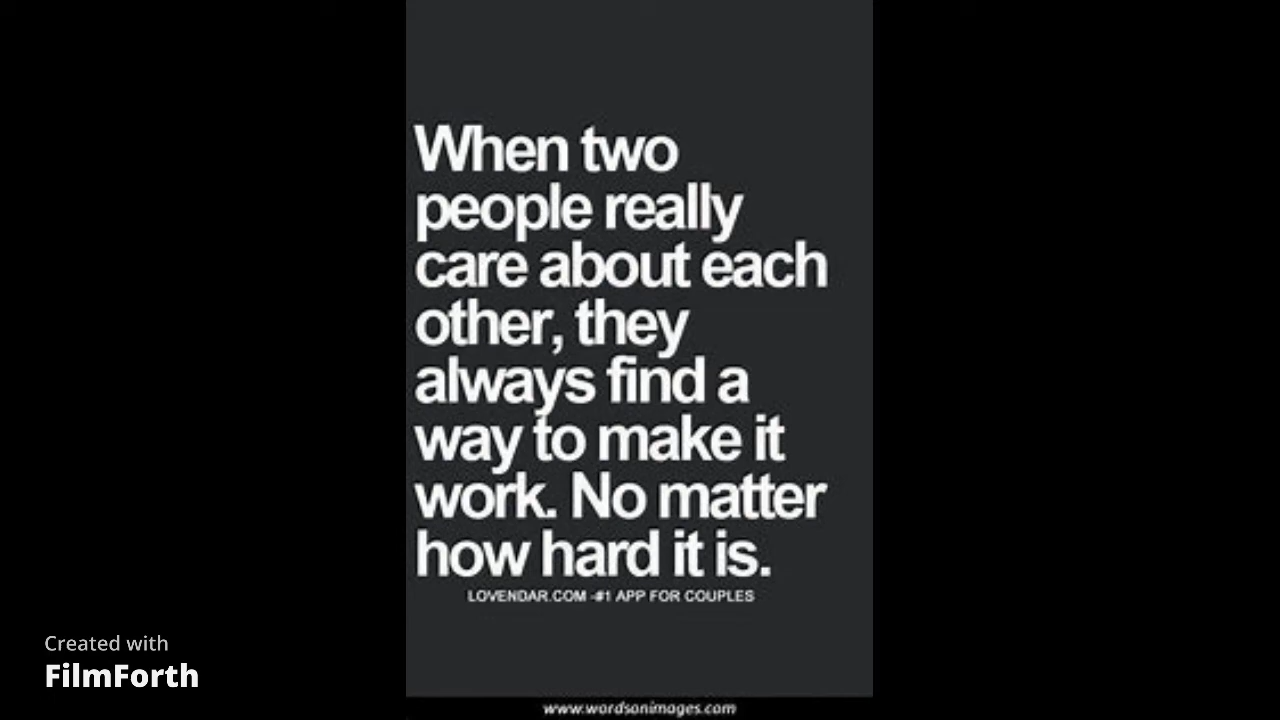 When two
people really
care about each
other, they
always find a
way to make it
work. No matter
how hard it is.
LOVENDAR.COM -#1 APP FOR COUPLES
Created with
FilmForth
www.wordsonimages.com